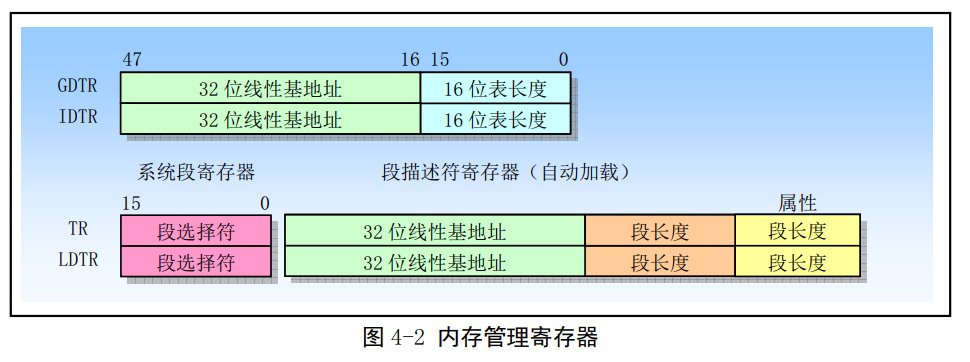 47 16 15 0
GDTR 32 位线性基地址 16 位表长度
IDTR 32 位线性基地址 16 位表长度
系统段寄存器 段描述符寄存器（自动加载）
15 0 属性
TR 段选择符 32 位线性基地址 段长度 段长度
LDTR 段选择符 32 位线性基地址 段长度 段长度
图 4-2 内存管理寄存器